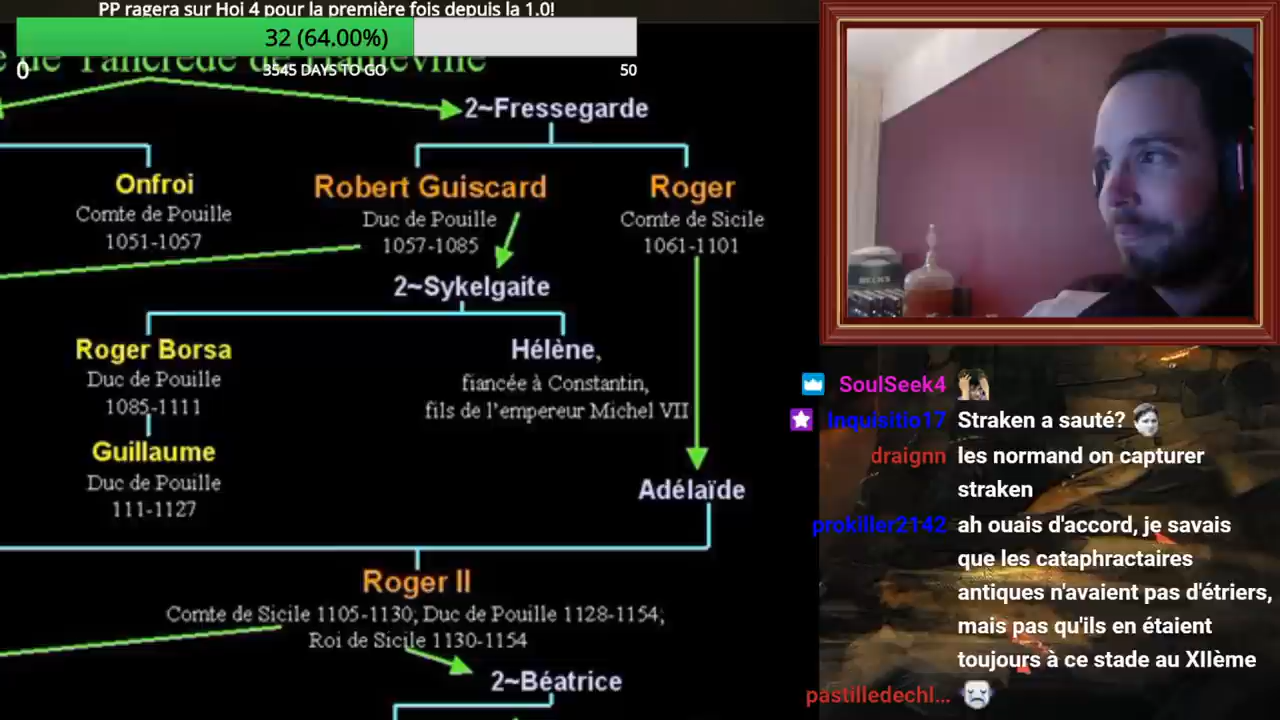 PP ragera sur Hoi 4 pour la première fois depuis la 1.0!
32 (64.00%)
de Tancrède de Hauteville
0
3545 DAYS TO GO
50
2~Fressegarde
Onfroi
Comte de Pouille
1051-1057
Robert Guiscard
Duc de Pouille
1057-1085
Roger
Comte de Sicile
1061-1101
2~Sykelgaite
Roger Borsa
Duc de Pouille
1085-1111
Hélène,
fiancée à Constantin,
fils de l'empereur Michel VII
Guillaume
Duc de Pouille
111-1127
Adélaïde
Roger II
Comte de Sicile 1105-1130; Duc de Pouille 1128-1154;
Roi de Sicile 1130-1154
2~Béatrice
SoulSeek4
Inquisitio17 Straken a sauté?
draignn les normand on capturer
straken
prokiller2142 ah ouais d'accord, je savais
que les cataphractaires
antiques n'avaient pas d'étriers,
mais pas qu'ils en étaient
toujours à ce stade au XIIème
pastilledechl...